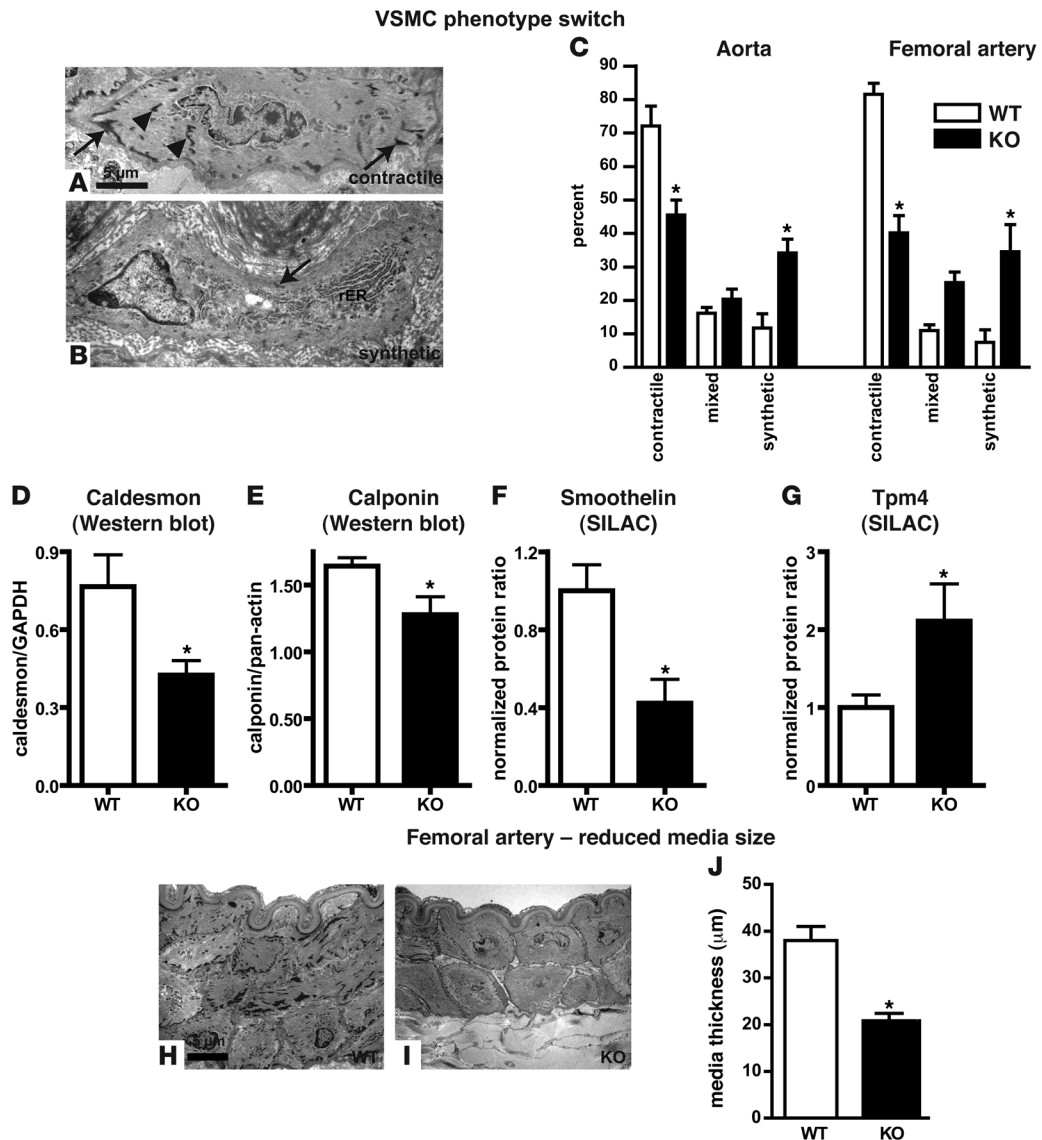 VSMC phenotype switch
A
5 µm
contractile
B
rER
synthetic
C
Aorta
Femoral artery
WT
KO
percent
90
80
70
60
50
40
30
20
10
0
contractile
mixed
synthetic
contractile
mixed
synthetic
*
*
*
*
D
Caldesmon
(Western blot)
caldesmon/GAPDH
0.9
0.6
0.3
0.0
*
WT
KO
E
Calponin
(Western blot)
calponin/pan-actin
1.50
1.00
1.50
0.00
*
WT
KO
F
Smoothelin
(SILAC)
normalized protein ratio
1.2
0.8
0.4
0.0
*
WT
KO
G
Tpm4
(SILAC)
normalized protein ratio
3
2
1
0
*
WT
KO
Femoral artery – reduced media size
H
5 µm
WT
I
KO
J
media thickness (µm)
50
40
30
20
10
0
*
WT
KO